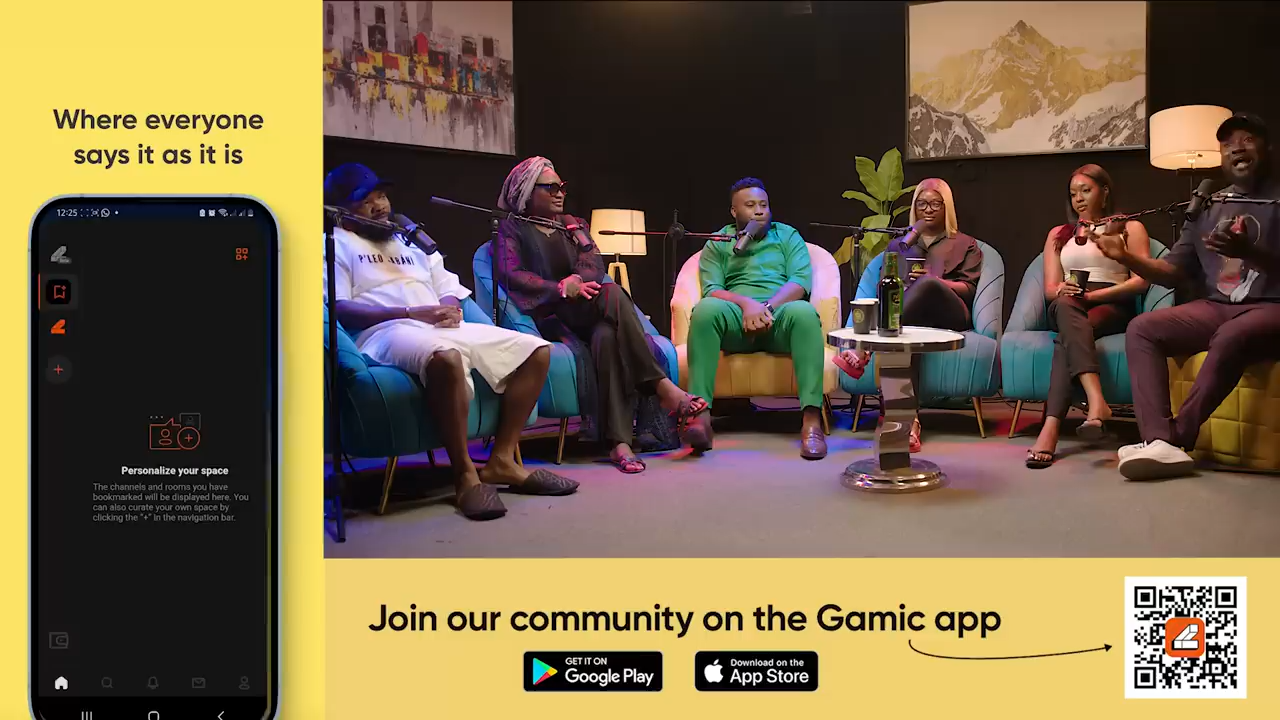 Where everyone
says it as it is
12:25
Personalize your space
The channels and rooms you have
bookmarked will be displayed here. You
can also curate your own space by
clicking the "+" in the navigation bar.
Join our community on the Gamic app
GET IT ON
Google Play
Download on the
App Store